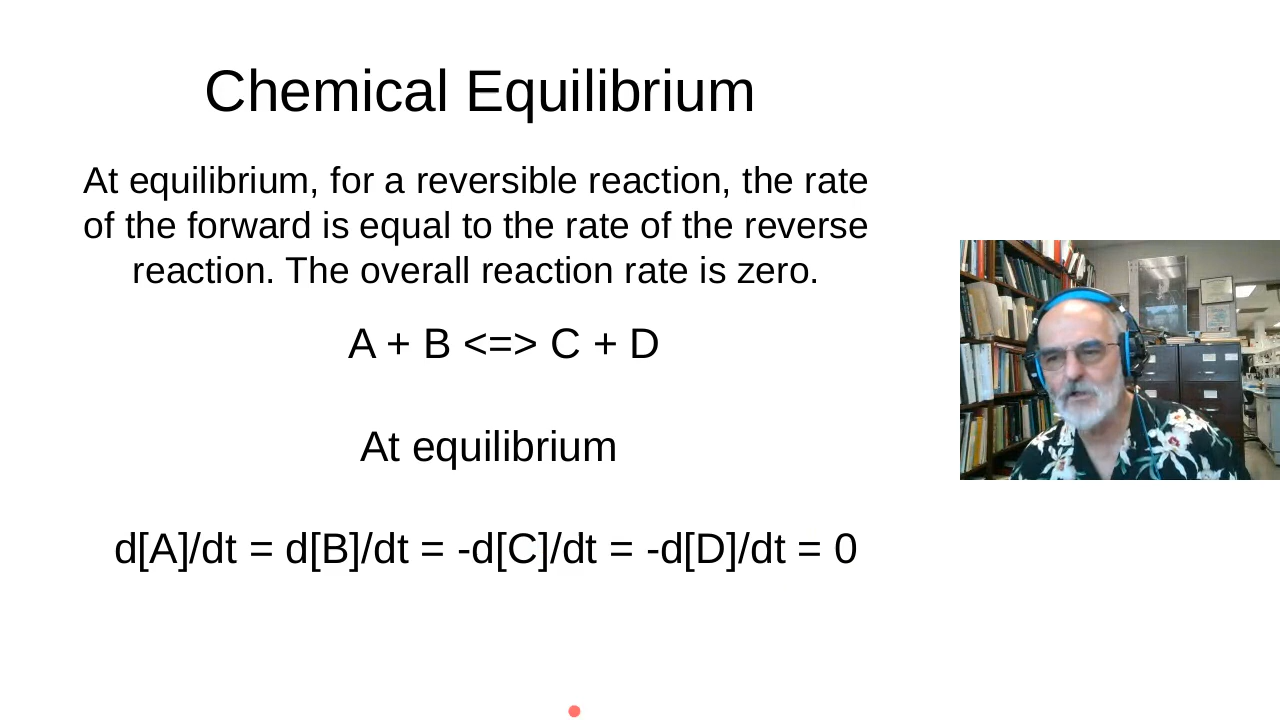 Chemical Equilibrium
At equilibrium, for a reversible reaction, the rate
of the forward is equal to the rate of the reverse
reaction. The overall reaction rate is zero.
A + B <=> C + D
At equilibrium
d[A]/dt = d[B]/dt = -d[C]/dt = -d[D]/dt = 0